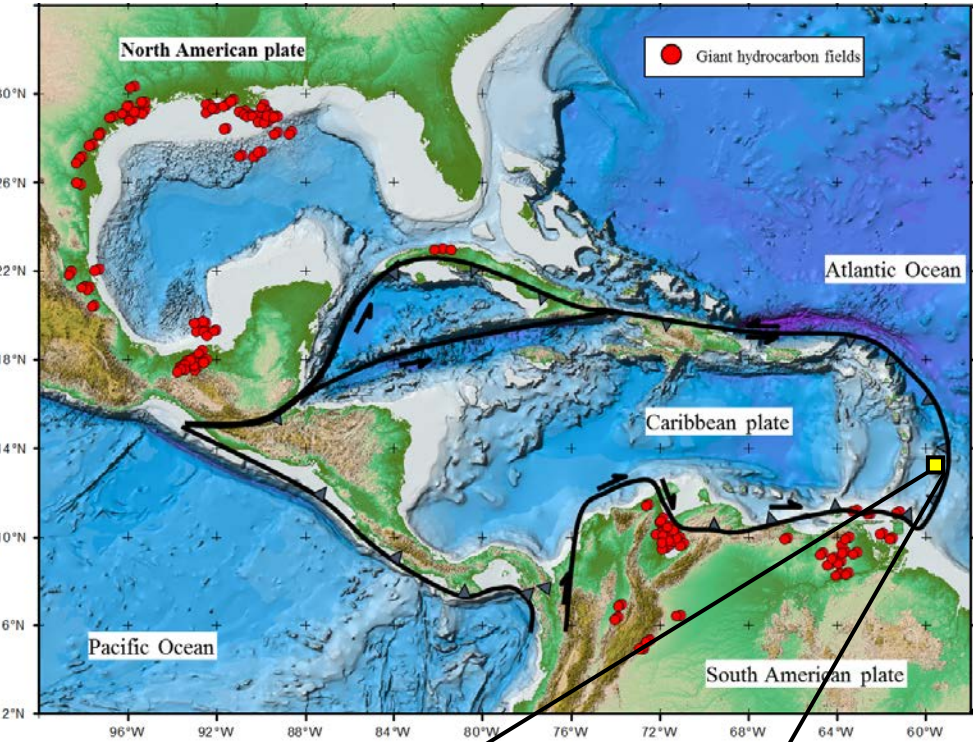 North American plate
Giant hydrocarbon fields
30°N
26°N
22°N
Atlantic Ocean
18°N
Caribbean plate
14°N
10°N
6°N
Pacific Ocean
South American plate
2°N
96°W 92°W 88°W 84°W 80°W 76°W 72°W 68°W 64°W 60°W